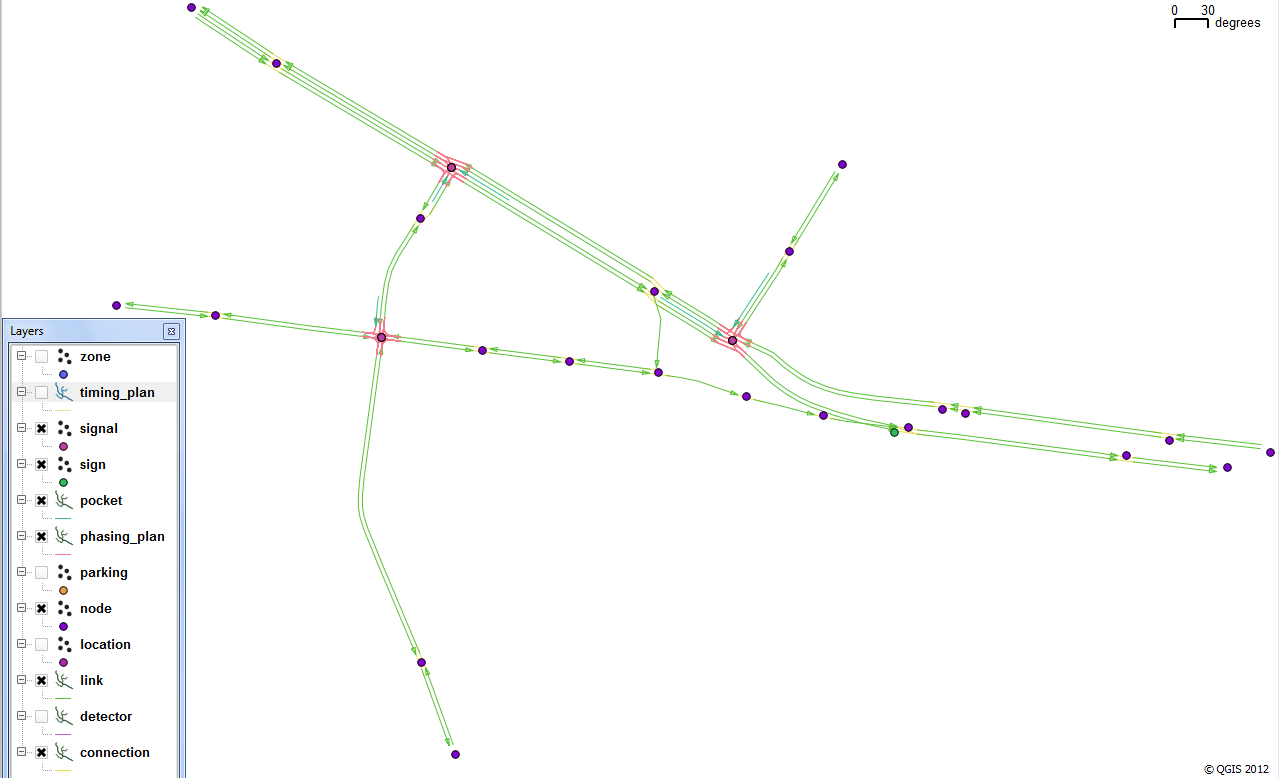 0 30
degrees
Layers
zone
timing_plan
signal
sign
pocket
phasing_plan
parking
node
location
link
detector
connection
© QGIS 2012